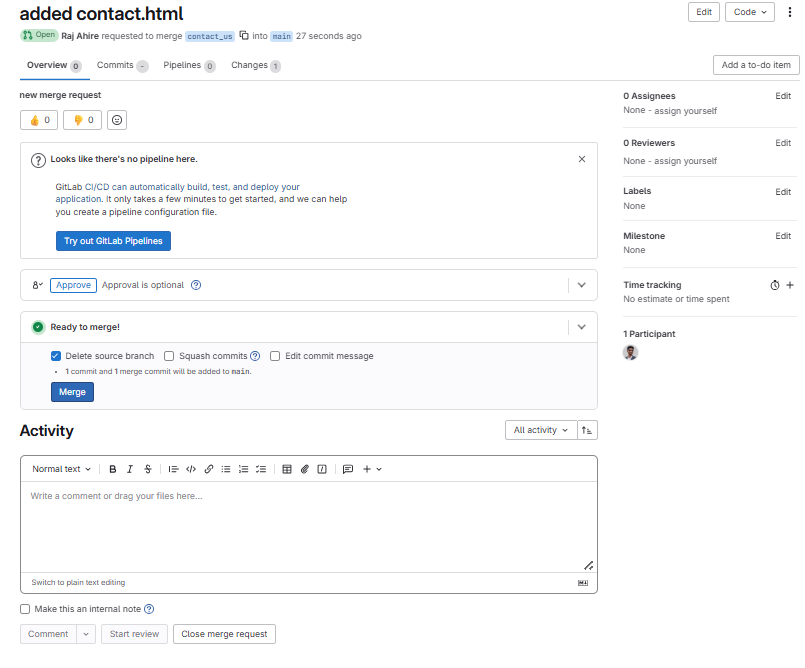 added contact.html
Edit
Code
Open Raj Ahire requested to merge contact_us into main 27 seconds ago
Overview 0 Commits - Pipelines 0 Changes 1
Add a to-do item
new merge request
👍 0 👎 0
Looks like there's no pipeline here.
GitLab CI/CD can automatically build, test, and deploy your
application. It only takes a few minutes to get started, and we can help
you create a pipeline configuration file.
Try out GitLab Pipelines
Approve Approval is optional
Ready to merge!
Delete source branch Squash commits Edit commit message
• 1 commit and 1 merge commit will be added to main.
Merge
Activity
All activity
Normal text
Write a comment or drag your files here...
Switch to plain text editing
Make this an internal note
Comment Start review Close merge request
0 Assignees Edit
None - assign yourself
0 Reviewers Edit
None - assign yourself
Labels Edit
None
Milestone Edit
None
Time tracking
No estimate or time spent
1 Participant